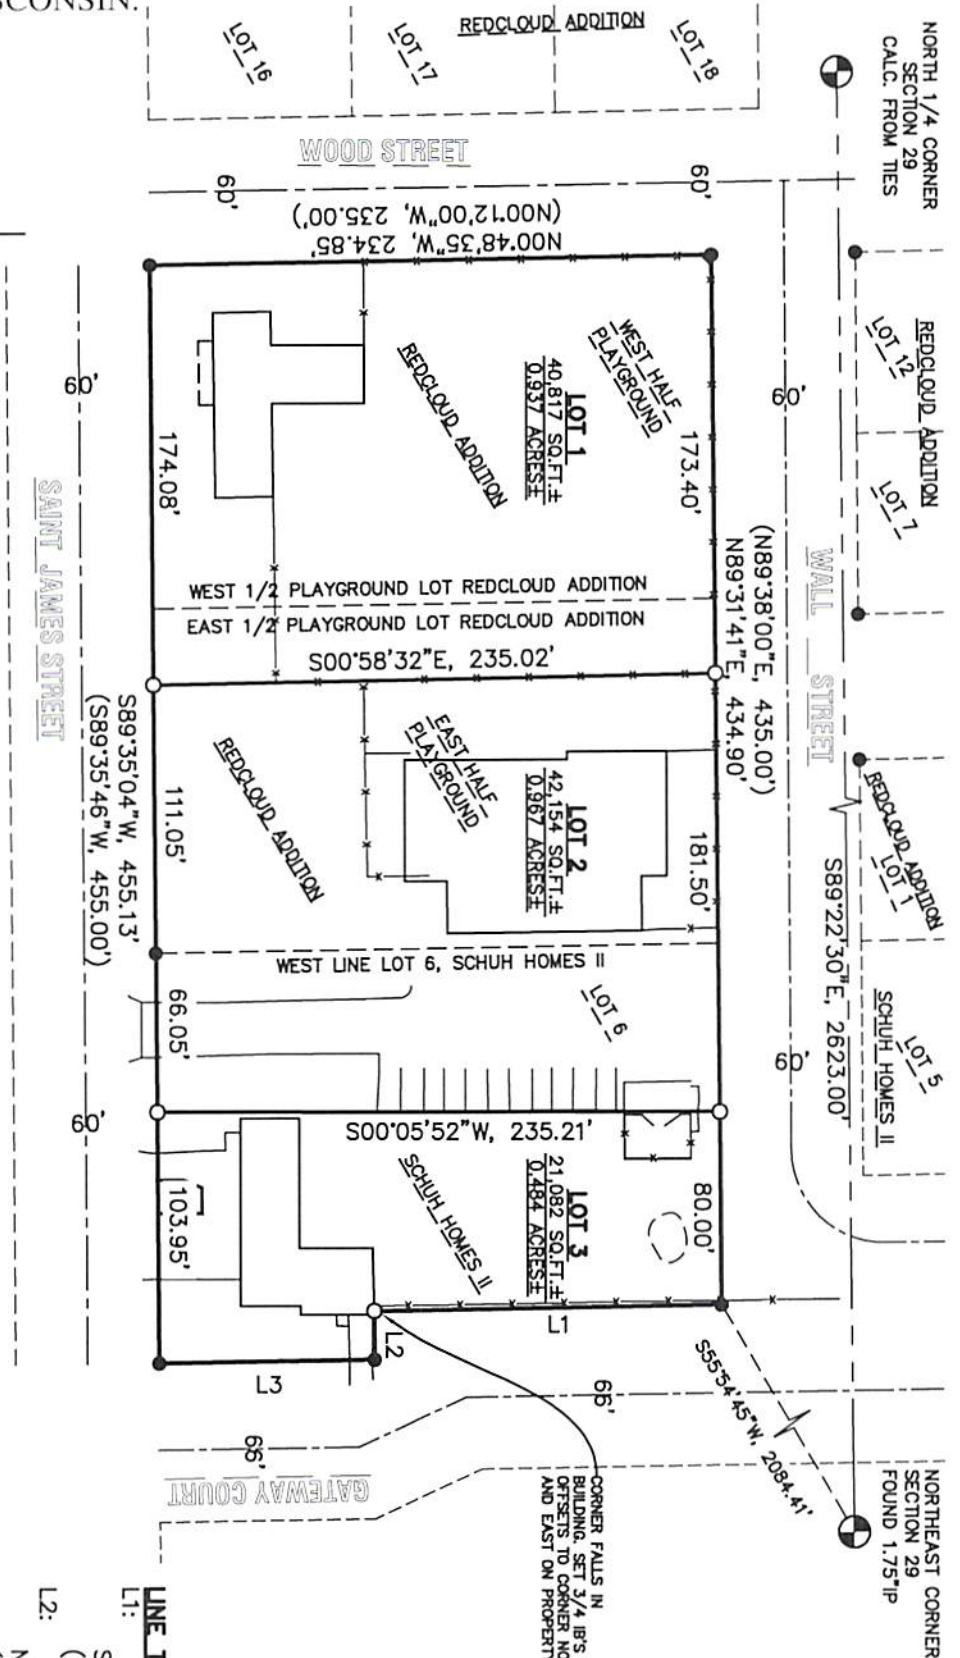 SCONSIN.
REDCLOUD ADDITION
LOT 16
LOT 17
LOT 18
NORTH 1/4 CORNER
SECTION 29
CALC. FROM TIES
WOOD STREET
60'
60'
(N00°12'00"W, 235.00')
N00°48'35"W, 234.85'
REDCLOUD ADDITION
LOT 12
LOT 7
60'
WALL STREET
(N89°38'00"E, 435.00')
N89°31'41"E, 434.90'
REDCLOUD ADDITION
LOT 1
S89°22'30"E, 2623.00'
LOT 5
SCHUH HOMES II
60'
WEST HALF
PLAYGROUND
173.40'
LOT 1
40,817 SQ.FT.±
0.937 ACRES±
REDCLOUD ADDITION
174.08'
WEST 1/2 PLAYGROUND LOT REDCLOUD ADDITION
EAST 1/2 PLAYGROUND LOT REDCLOUD ADDITION
S00°58'32"E, 235.02'
60'
SAINT JAMES STREET
S89°35'04"W, 455.13'
(S89°35'46"W, 455.00')
EAST HALF
PLAYGROUND
181.50'
LOT 2
42,154 SQ.FT.±
0.967 ACRES±
REDCLOUD ADDITION
111.05'
WEST LINE LOT 6, SCHUH HOMES II
LOT 6
66.05'
60'
S00°05'52"W, 235.21'
80.00'
LOT 3
21,082 SQ.FT.±
0.484 ACRES±
SCHUH HOMES II
103.95'
L1
L2
L3
S55°54'45"W, 2084.41'
66'
66'
GATEWAY COURT
NORTHEAST CORNER
SECTION 29
FOUND 1.75"IP
CORNER FALLS IN
BUILDING. SET 3/4 IB'S
OFFSETS TO CORNER NO
AND EAST ON PROPERT
LINE T
L1:
S
(
L2:
N